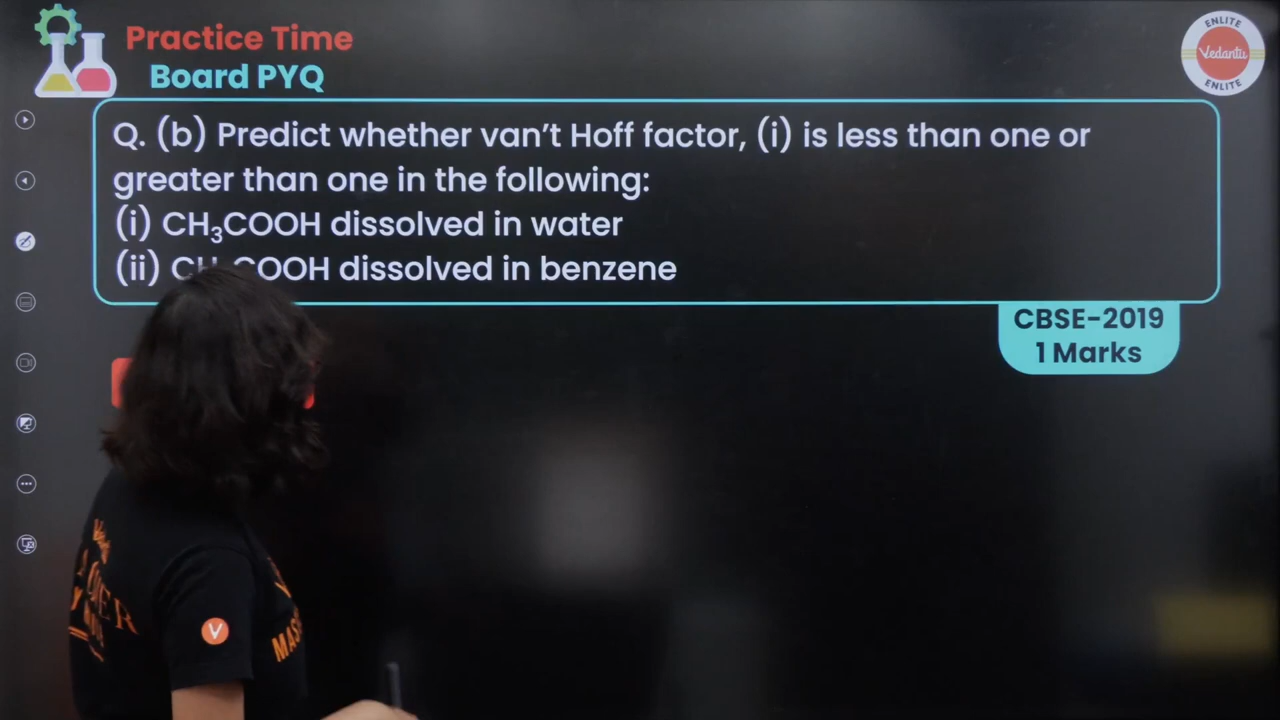 Practice Time
Board PYQ
ENLITE
Vedantu
ENLITE
Q. (b) Predict whether van’t Hoff factor, (i) is less than one or
greater than one in the following:
(i) CH₃COOH dissolved in water
(ii) COOH dissolved in benzene
CBSE-2019
1 Marks
V